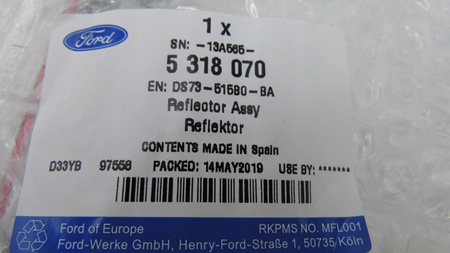 1 x
Ford
SN: -13A565-
5 318 070
EN: DS73-515B0-BA
Reflector Assy
Reflektor
CONTENTS MADE IN Spain
D33YB 97558 PACKED: 14MAY2019 USE BY: *******
Ford of Europe RKPMS NO. MFL001
Ford-Werke GmbH, Henry-Ford-Straße 1, 50735/Köln